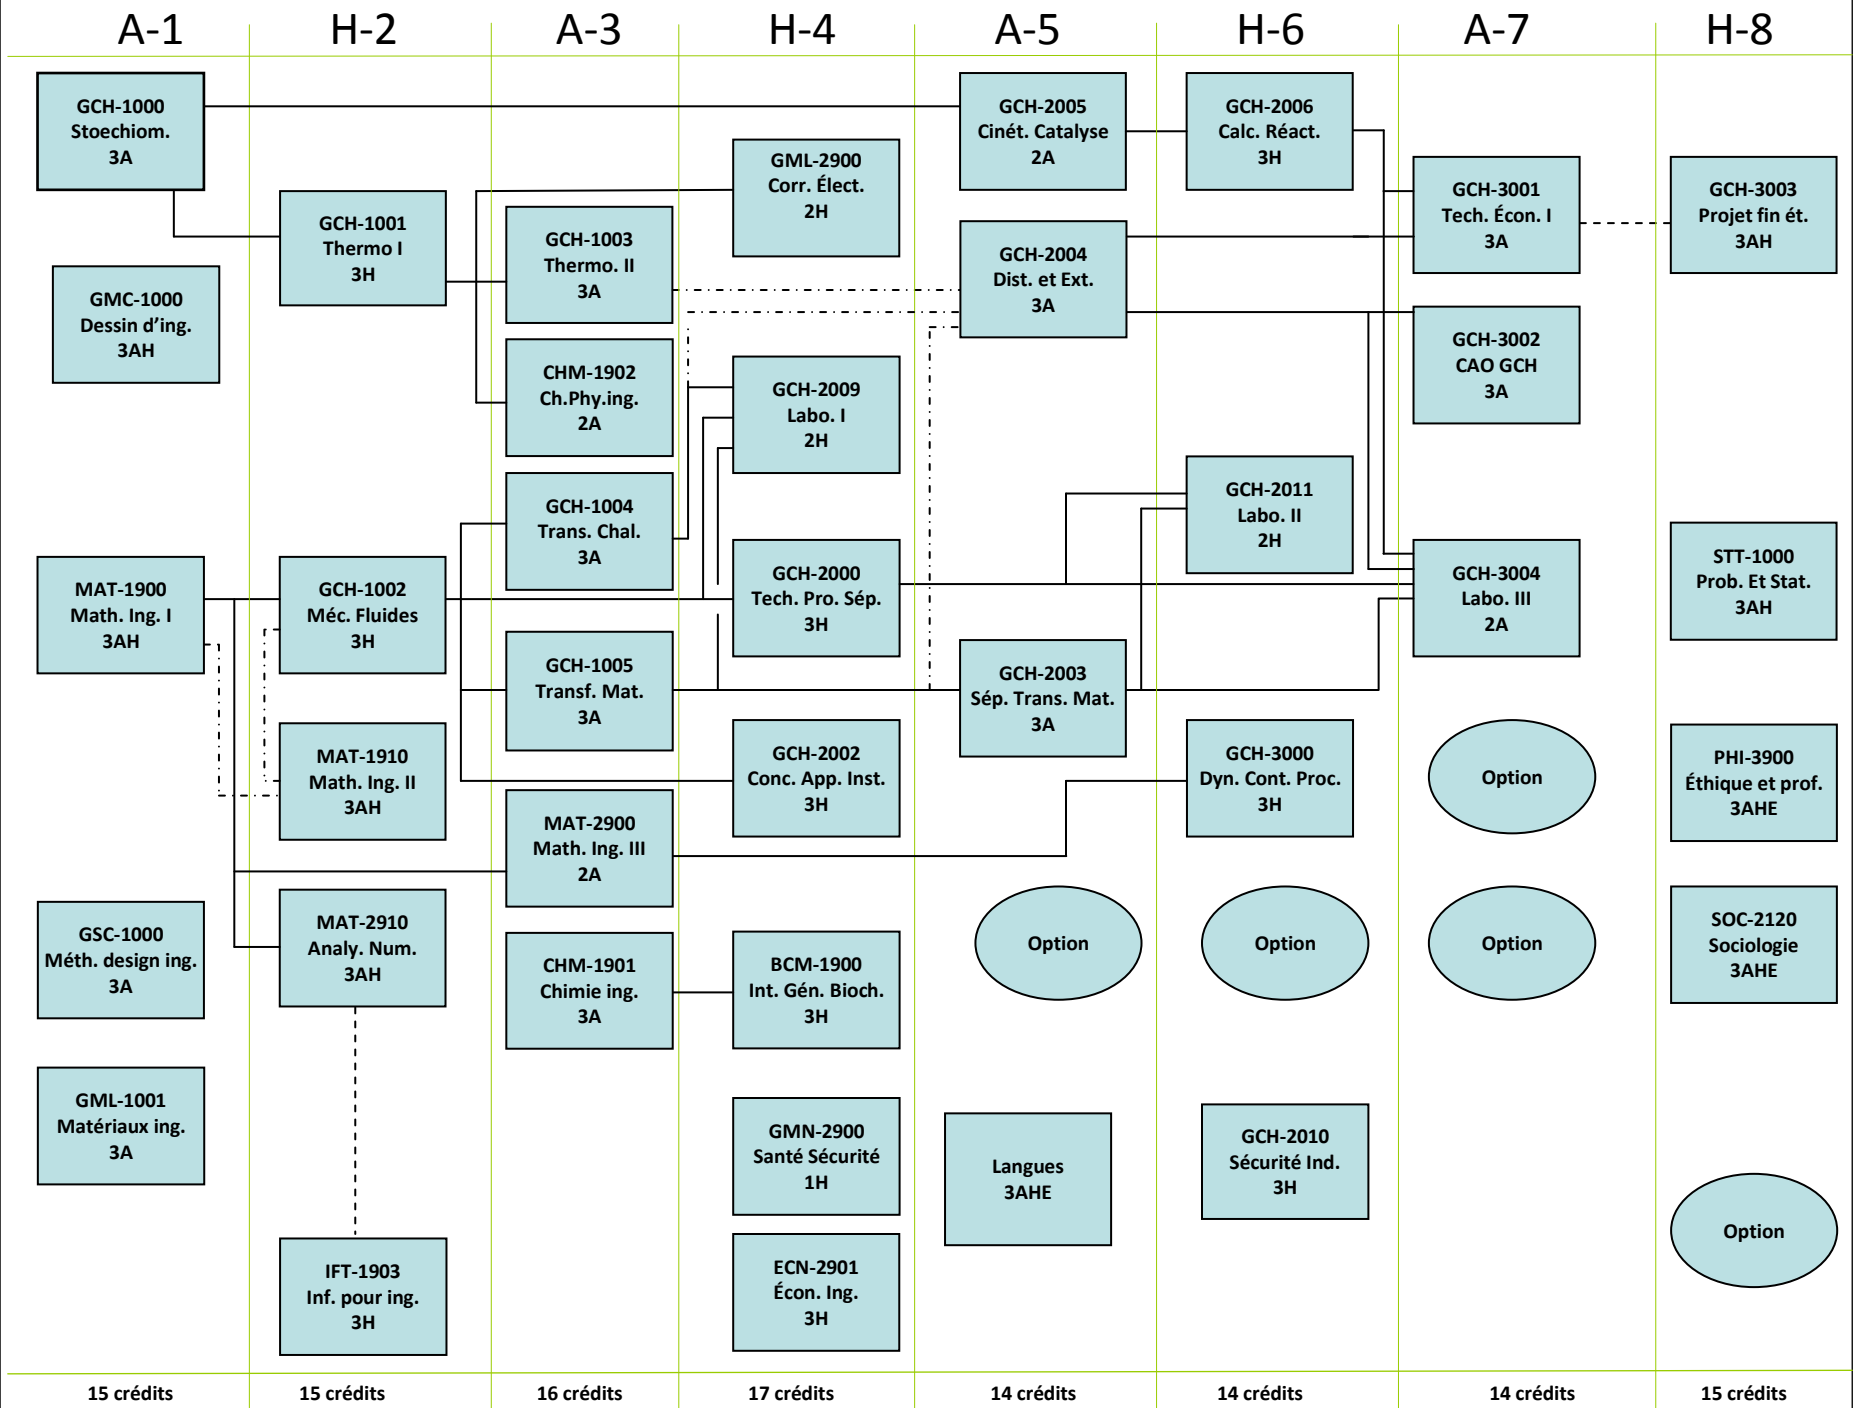 A-1
H-2
A-3
H-4
A-5
H-6
A-7
H-8
GCH-1000
Stoechiom.
3A
GMC-1000
Dessin d’ing.
3AH
MAT-1900
Math. Ing. I
3AH
GSC-1000
Méth. design ing.
3A
GML-1001
Matériaux ing.
3A
GCH-1001
Thermo I
3H
GCH-1002
Méc. Fluides
3H
MAT-1910
Math. Ing. II
3AH
MAT-2910
Analy. Num.
3AH
IFT-1903
Inf. pour ing.
3H
GCH-1003
Thermo. II
3A
CHM-1902
Ch.Phy.ing.
2A
GCH-1004
Trans. Chal.
3A
GCH-1005
Transf. Mat.
3A
MAT-2900
Math. Ing. III
2A
CHM-1901
Chimie ing.
3A
GML-2900
Corr. Élect.
2H
GCH-2009
Labo. I
2H
GCH-2000
Tech. Pro. Sép.
3H
GCH-2002
Conc. App. Inst.
3H
BCM-1900
Int. Gén. Bioch.
3H
GMN-2900
Santé Sécurité
1H
ECN-2901
Écon. Ing.
3H
GCH-2005
Cinét. Catalyse
2A
GCH-2004
Dist. et Ext.
3A
GCH-2003
Sép. Trans. Mat.
3A
Option
Langues
3AHE
GCH-2006
Calc. Réact.
3H
GCH-2011
Labo. II
2H
GCH-3000
Dyn. Cont. Proc.
3H
Option
GCH-2010
Sécurité Ind.
3H
GCH-3001
Tech. Écon. I
3A
GCH-3002
CAO GCH
3A
GCH-3004
Labo. III
2A
Option
Option
GCH-3003
Projet fin ét.
3AH
STT-1000
Prob. Et Stat.
3AH
PHI-3900
Éthique et prof.
3AHE
SOC-2120
Sociologie
3AHE
Option
15 crédits
15 crédits
16 crédits
17 crédits
14 crédits
14 crédits
14 crédits
15 crédits